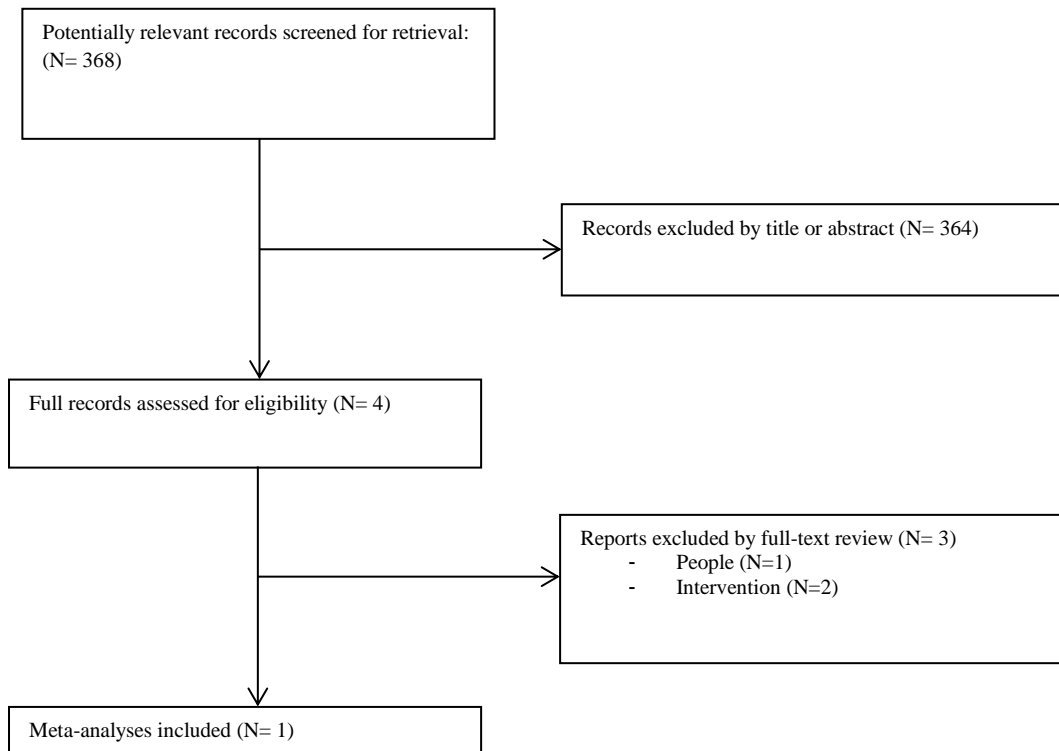 Potentially relevant records screened for retrieval:
(N= 368)
Records excluded by title or abstract (N= 364)
Full records assessed for eligibility (N= 4)
Reports excluded by full-text review (N= 3)
- People (N=1)
- Intervention (N=2)
Meta-analyses included (N= 1)